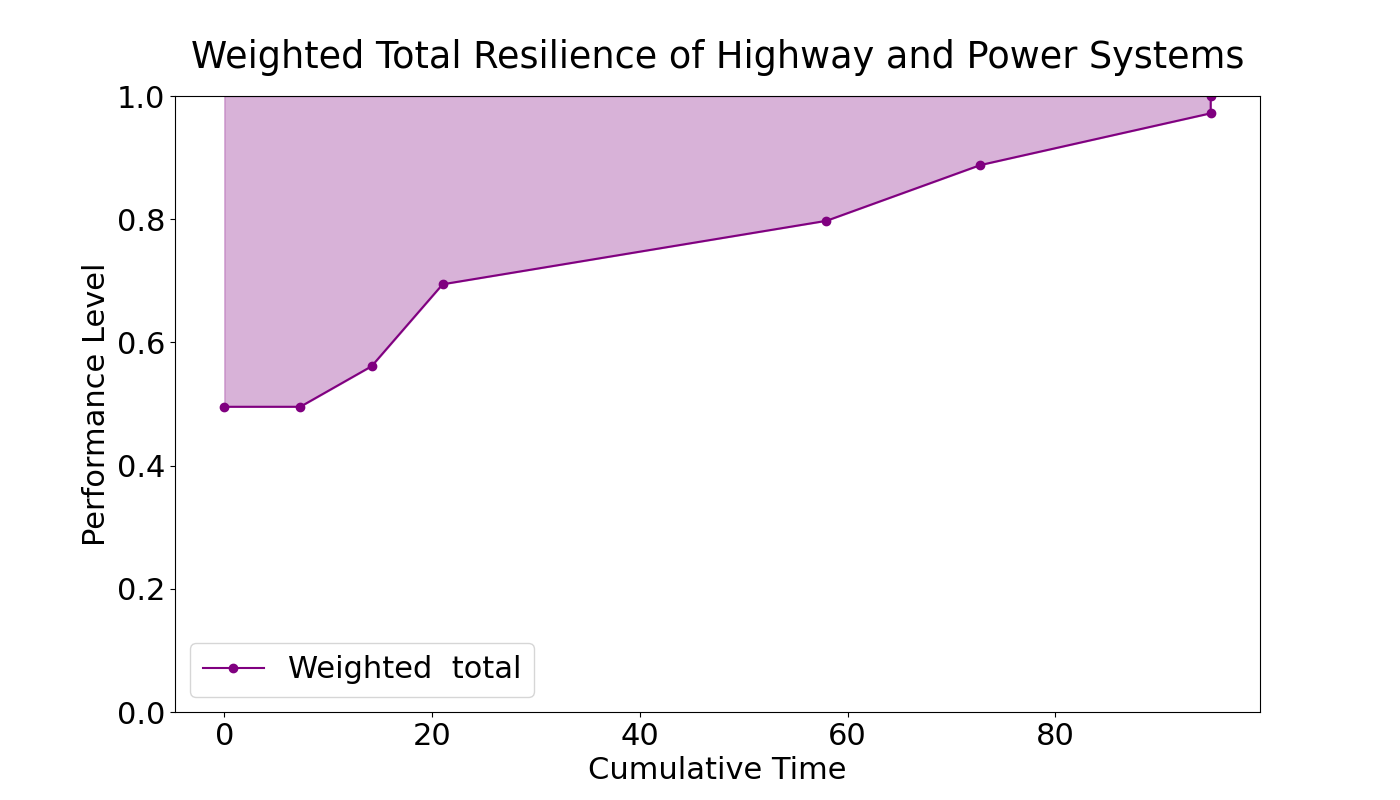 Weighted Total Resilience of Highway and Power Systems
1.0
0.8
0.6
0.4
0.2
0.0
Performance Level
Weighted  total
0 20 40 60 80
Cumulative Time